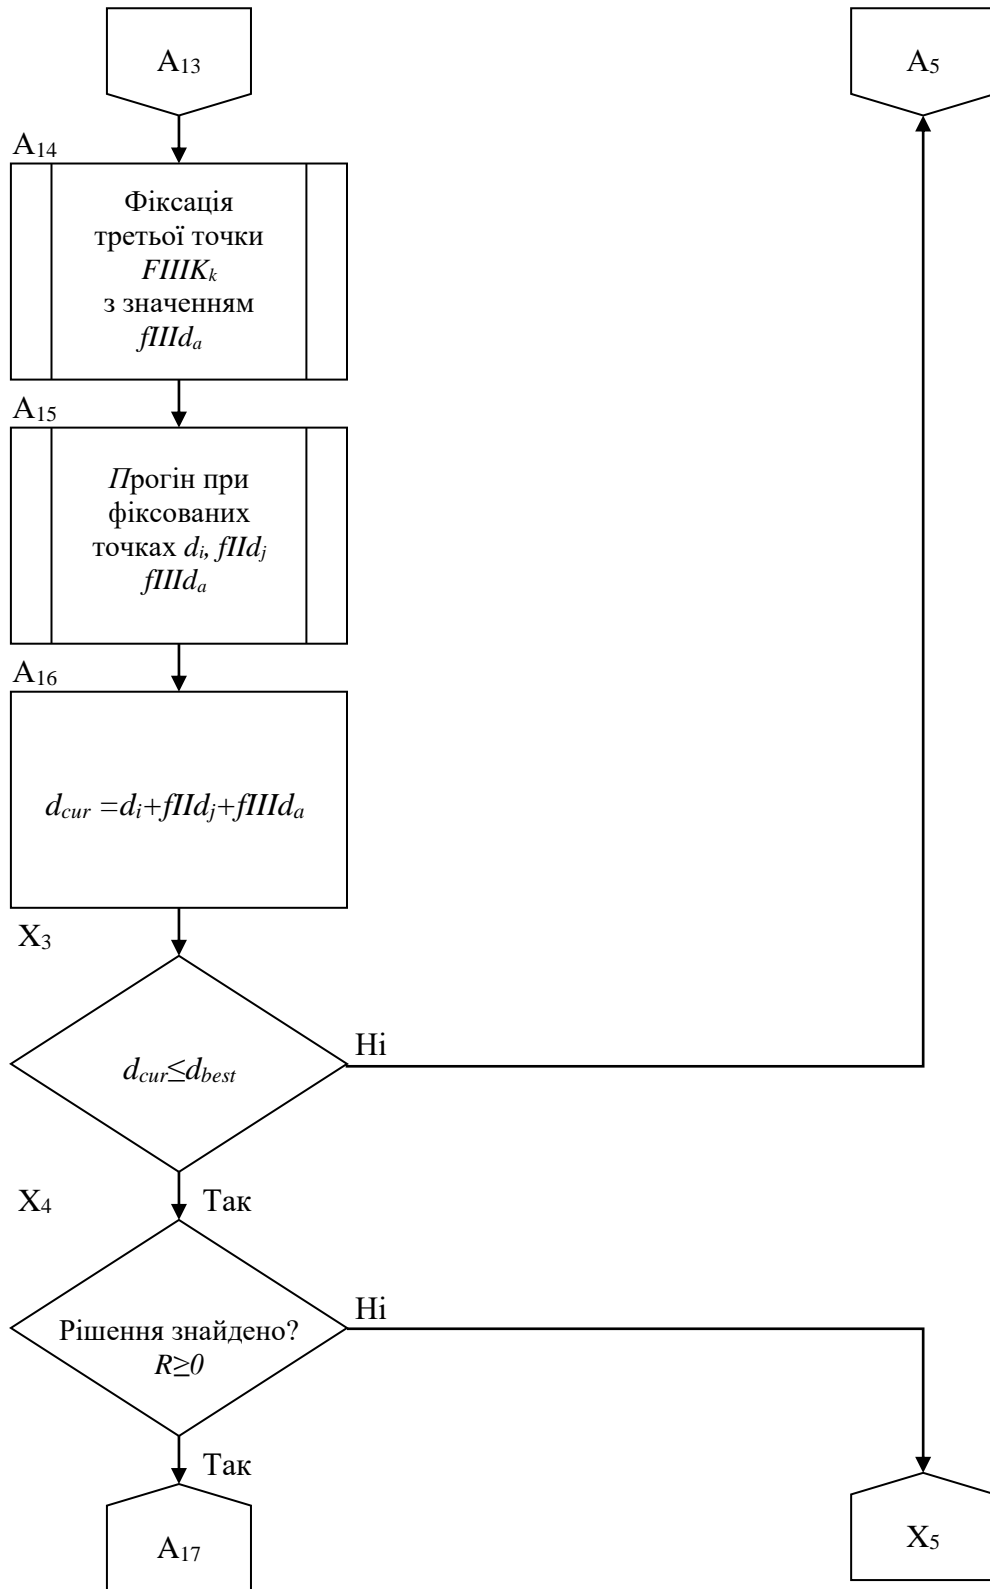 A13
A5
A14
Фіксація
третьої точки
FIIIKk
з значенням
fIIIda
A15
Прогін при
фіксованих
точках di, fIIdj
fIIIda
A16
dcur =di+fIIdj+fIIIda
X3
Ні
dcur≤dbest
X4
Так
Ні
Рішення знайдено?
R≥0
Так
A17
X5